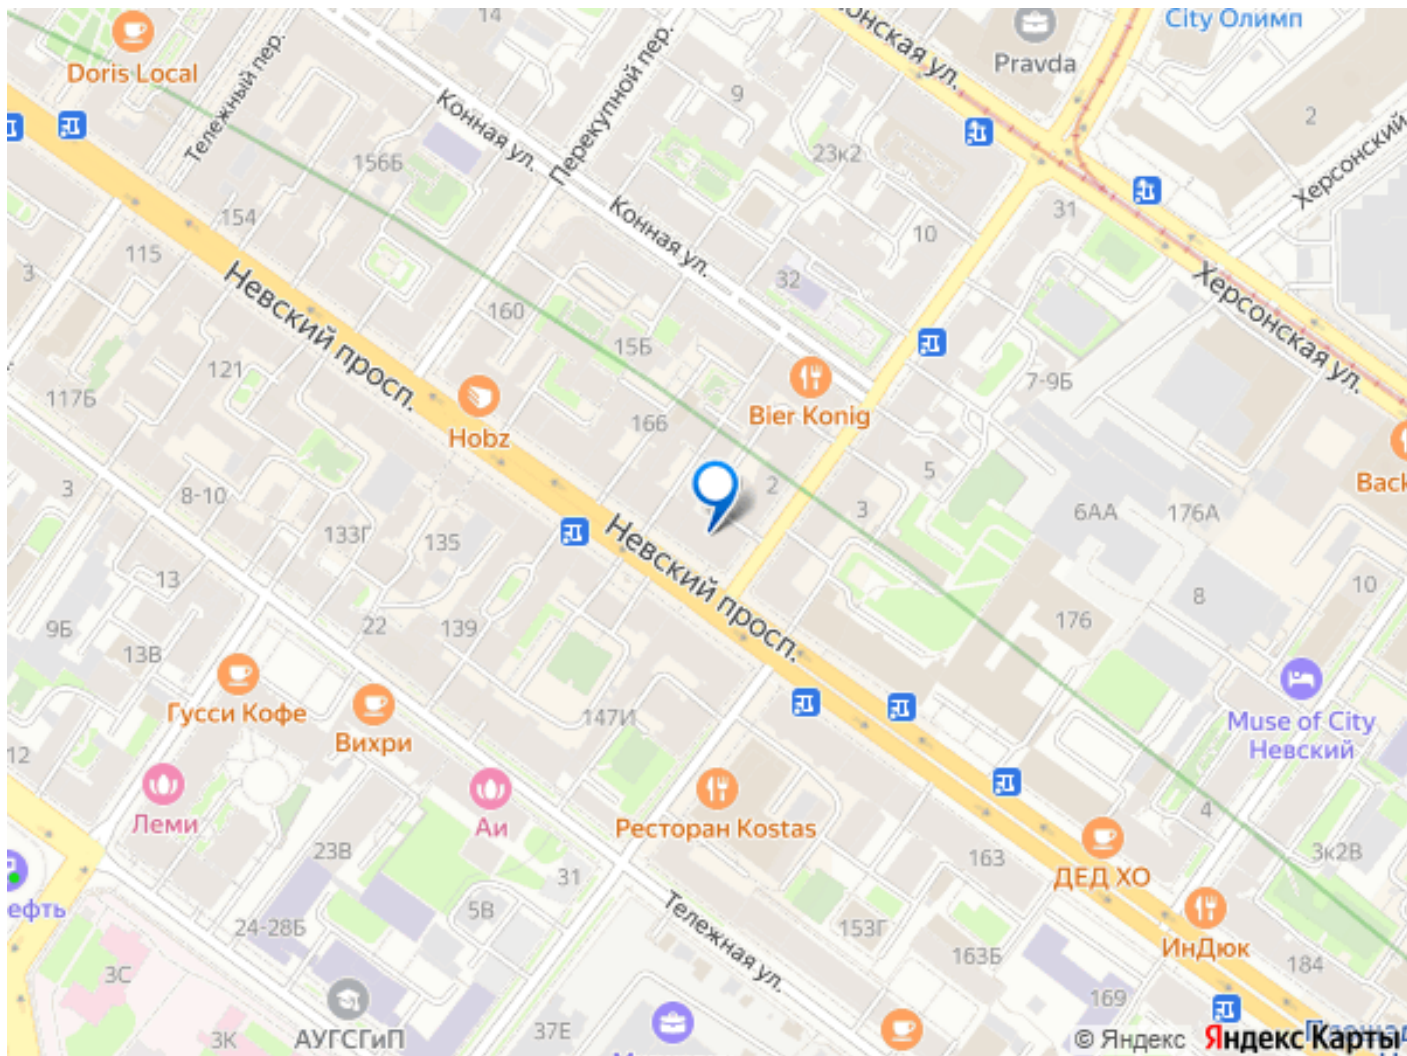 14
City Олимп
Doris Local
Pravda
Херсонская ул.
Тележный пер.
Перекупной пер.
9
2
Конная ул.
Херсонский
156Б
23к2
154
31
115
10
Конная ул.
3
Невский просп.
32
Херсонская ул.
160
15Б
121
7-9Б
117Б
Hobz
166
Bier Konig
5
Back
3
8-10
2
3
6АА
176А
133Г
135
Невский просп.
13
10
8
9Б
22
139
176
13В
Гусси Кофе
147И
Muse of City
Невский
Вихри
12
4
Леми
Аи
Ресторан Kostas
23В
163
3к2В
31
ДЕД ХО
ефть
5В
Тележная ул.
24-28Б
153Г
163Б
ИнДюк
3С
184
169
3К
АУГСГиП
37Е
© Яндекс Яндекс Карты